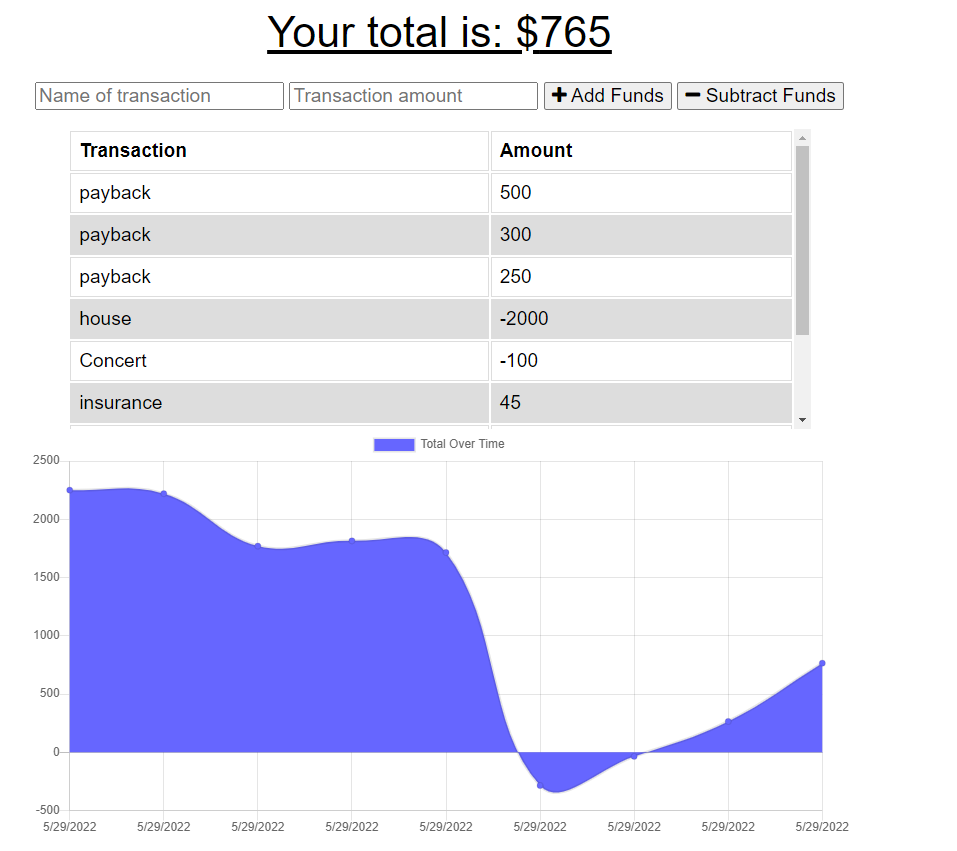 Your total is: $765
Name of transaction Transaction amount Add Funds Subtract Funds
Transaction Amount
payback 500
payback 300
payback 250
house -2000
Concert -100
insurance 45
Total Over Time
2500
2000
1500
1000
500
0
-500
5/29/2022 5/29/2022 5/29/2022 5/29/2022 5/29/2022 5/29/2022 5/29/2022 5/29/2022 5/29/2022